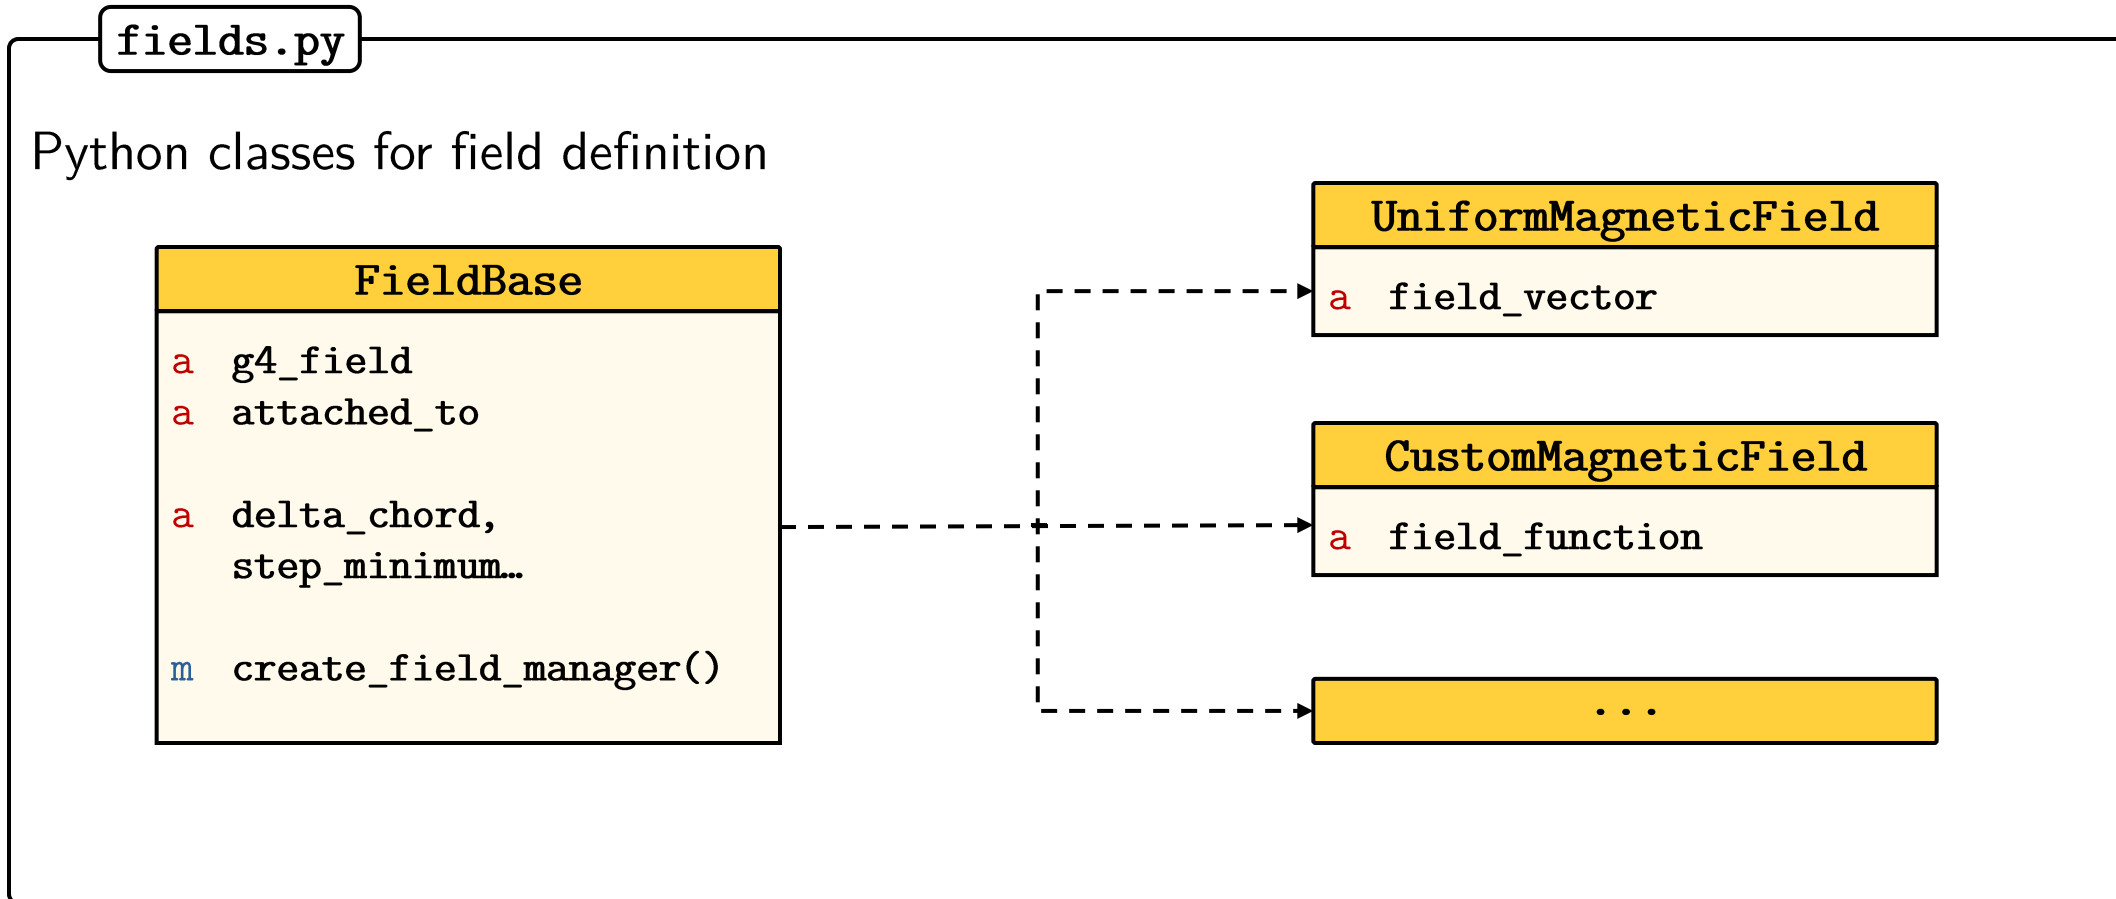 fields.py
Python classes for field definition
FieldBase
a g4_field
a attached_to
a delta_chord,
step_minimum…
m create_field_manager()
UniformMagneticField
a field_vector
CustomMagneticField
a field_function
...